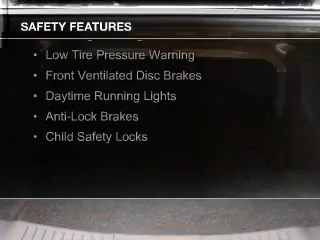 SAFETY FEATURES
• Low Tire Pressure Warning
• Front Ventilated Disc Brakes
• Daytime Running Lights
• Anti-Lock Brakes
• Child Safety Locks